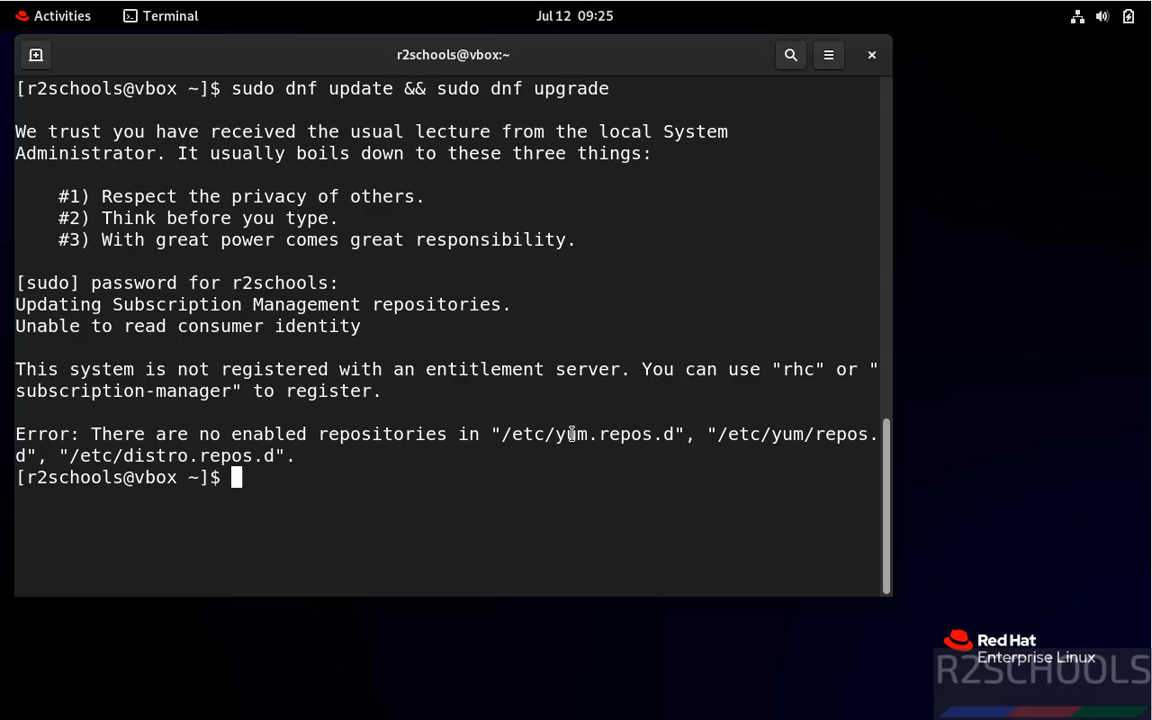 Activities Terminal Jul 12 09:25
r2schools@vbox:~
[r2schools@vbox ~]$ sudo dnf update && sudo dnf upgrade
We trust you have received the usual lecture from the local System
Administrator. It usually boils down to these three things:
#1) Respect the privacy of others.
#2) Think before you type.
#3) With great power comes great responsibility.
[sudo] password for r2schools:
Updating Subscription Management repositories.
Unable to read consumer identity
This system is not registered with an entitlement server. You can use "rhc" or "
subscription-manager" to register.
Error: There are no enabled repositories in "/etc/yum.repos.d", "/etc/yum/repos.
d", "/etc/distro.repos.d".
[r2schools@vbox ~]$
Red Hat
Enterprise Linux
R2SCHOOLS